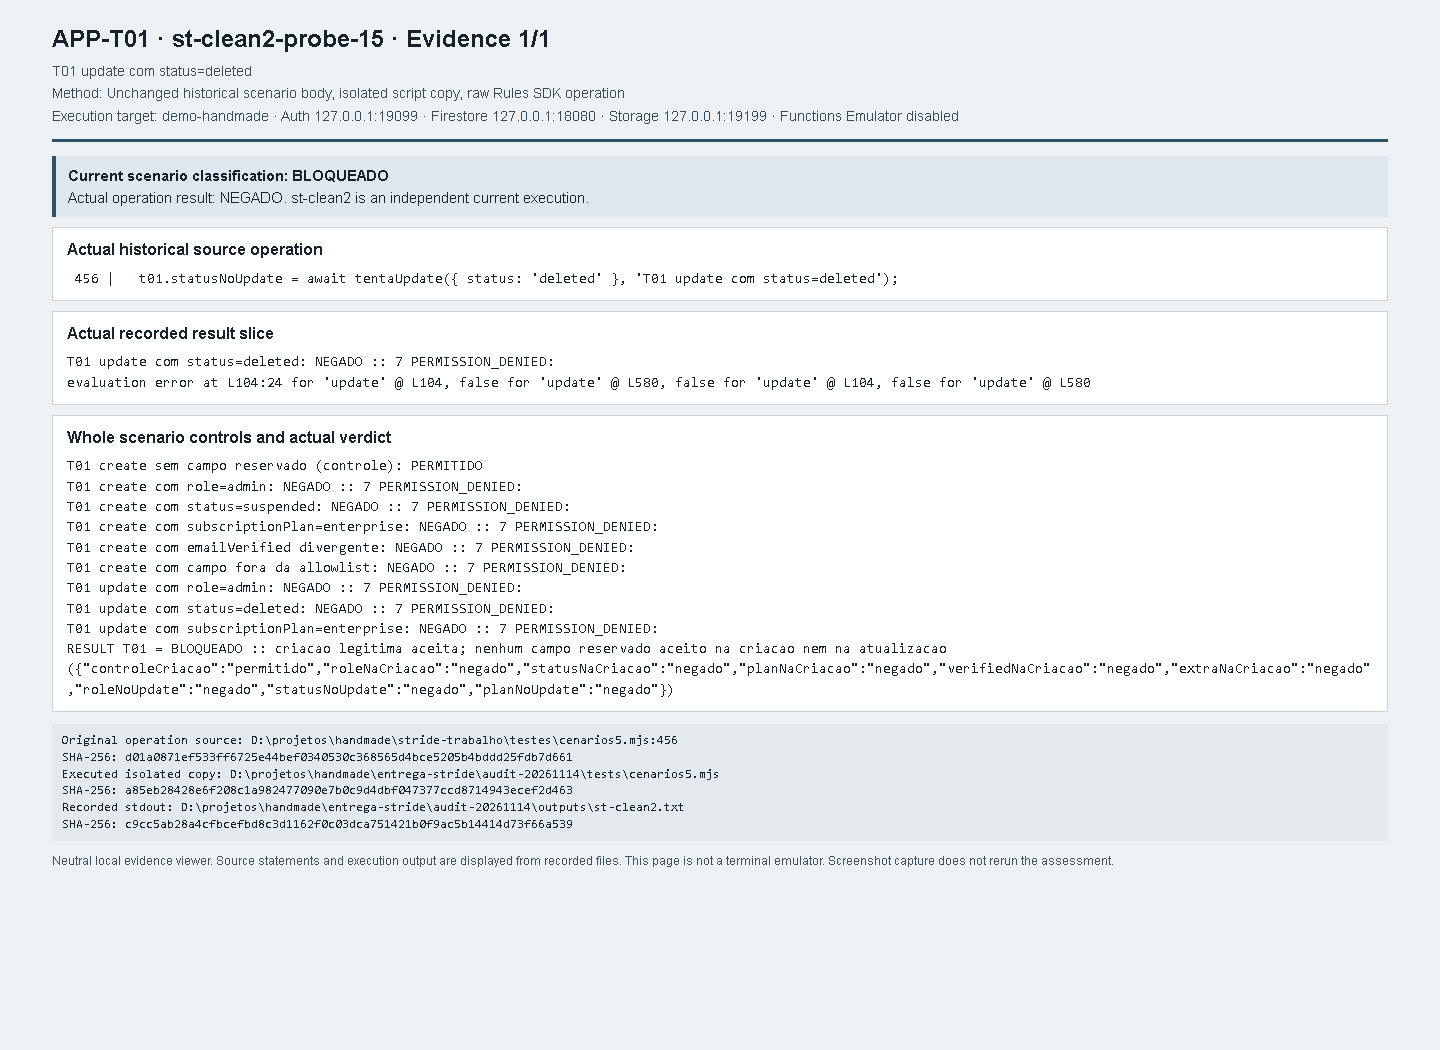 APP-T01 · st-clean2-probe-15 · Evidence 1/1
T01 update com status=deleted
Method: Unchanged historical scenario body, isolated script copy, raw Rules SDK operation
Execution target: demo-handmade · Auth 127.0.0.1:19099 · Firestore 127.0.0.1:18080 · Storage 127.0.0.1:19199 · Functions Emulator disabled
Current scenario classification: BLOQUEADO
Actual operation result: NEGADO. st-clean2 is an independent current execution.
Actual historical source operation
456 |   t01.statusNoUpdate = await tentaUpdate({ status: 'deleted' }, 'T01 update com status=deleted');
Actual recorded result slice
T01 update com status=deleted: NEGADO :: 7 PERMISSION_DENIED:
evaluation error at L104:24 for 'update' @ L104, false for 'update' @ L580, false for 'update' @ L104, false for 'update' @ L580
Whole scenario controls and actual verdict
T01 create sem campo reservado (controle): PERMITIDO
T01 create com role=admin: NEGADO :: 7 PERMISSION_DENIED:
T01 create com status=suspended: NEGADO :: 7 PERMISSION_DENIED:
T01 create com subscriptionPlan=enterprise: NEGADO :: 7 PERMISSION_DENIED:
T01 create com emailVerified divergente: NEGADO :: 7 PERMISSION_DENIED:
T01 create com campo fora da allowlist: NEGADO :: 7 PERMISSION_DENIED:
T01 update com role=admin: NEGADO :: 7 PERMISSION_DENIED:
T01 update com status=deleted: NEGADO :: 7 PERMISSION_DENIED:
T01 update com subscriptionPlan=enterprise: NEGADO :: 7 PERMISSION_DENIED:
RESULT T01 = BLOQUEADO :: criacao legitima aceita; nenhum campo reservado aceito na criacao nem na atualizacao
({"controleCriacao":"permitido","roleNaCriacao":"negado","statusNaCriacao":"negado","planNaCriacao":"negado","verifiedNaCriacao":"negado","extraNaCriacao":"negado"
,"roleNoUpdate":"negado","statusNoUpdate":"negado","planNoUpdate":"negado"})
Original operation source: D:\projetos\handmade\stride-trabalho\testes\cenarios5.mjs:456
SHA-256: d01a0871ef533ff6725e44bef0340530c368565d4bce5205b4bddd25fdb7d661
Executed isolated copy: D:\projetos\handmade\entrega-stride\audit-20261114\tests\cenarios5.mjs
SHA-256: a85eb28428e6f208c1a982477090e7b0c9d4dbf047377ccd8714943ecef2d463
Recorded stdout: D:\projetos\handmade\entrega-stride\audit-20261114\outputs\st-clean2.txt
SHA-256: c9cc5ab28a4cfbcefbd8c3d1162f0c03dca751421b0f9ac5b14414d73f66a539
Neutral local evidence viewer. Source statements and execution output are displayed from recorded files. This page is not a terminal emulator. Screenshot capture does not rerun the assessment.